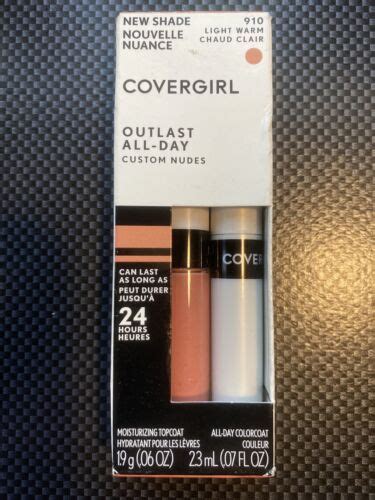 NEW SHADE
NOUVELLE
NUANCE
910
LIGHT WARM
CHAUD CLAIR
COVERGIRL
OUTLAST
ALL-DAY
CUSTOM NUDES
COVER
CAN LAST
AS LONG AS
PEUT DURER
JUSQU'À
24
HOURS
HEURES
MOISTURIZING TOPCOAT
HYDRATANT POUR LES LÈVRES
1.9 g (.06 OZ)
ALL-DAY COLORCOAT
COULEUR
2.3 mL (.07 FL OZ)